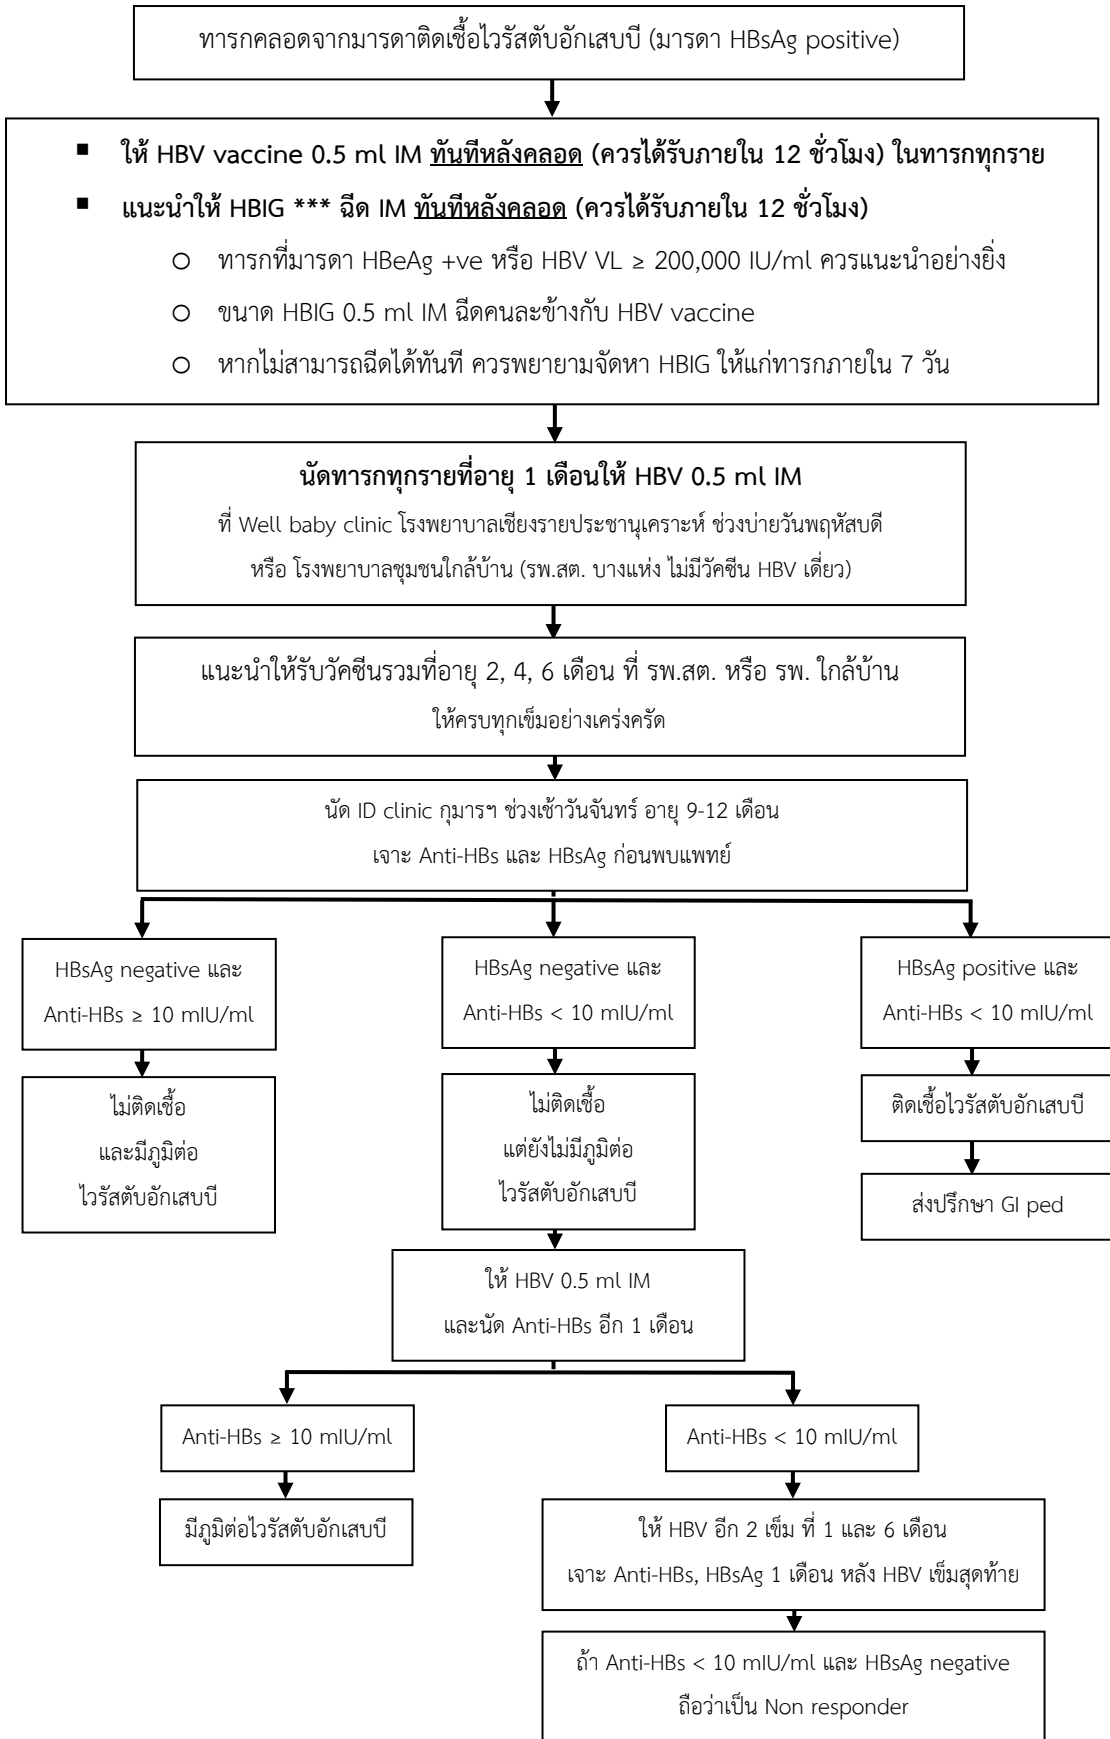 ทารกคลอดจากมารดาติดเชื้อไวรัสตับอักเสบบี (มารดา HBsAg positive)
▪ ให้ HBV vaccine 0.5 ml IM ทันทีหลังคลอด (ควรได้รับภายใน 12 ชั่วโมง) ในทารกทุกราย
▪ แนะนำให้ HBIG *** ฉีด IM ทันทีหลังคลอด (ควรได้รับภายใน 12 ชั่วโมง)
o ทารกที่มารดา HBeAg +ve หรือ HBV VL ≥ 200,000 IU/ml ควรแนะนำอย่างยิ่ง
o ขนาด HBIG 0.5 ml IM ฉีดคนละข้างกับ HBV vaccine
o หากไม่สามารถฉีดได้ทันที ควรพยายามจัดหา HBIG ให้แก่ทารกภายใน 7 วัน
นัดทารกทุกรายที่อายุ 1 เดือนให้ HBV 0.5 ml IM
ที่ Well baby clinic โรงพยาบาลเชียงรายประชานุเคราะห์ ช่วงบ่ายวันพฤหัสบดี
หรือ โรงพยาบาลชุมชนใกล้บ้าน (รพ.สต. บางแห่ง ไม่มีวัคซีน HBV เดี่ยว)
แนะนำให้รับวัคซีนรวมที่อายุ 2, 4, 6 เดือน ที่ รพ.สต. หรือ รพ. ใกล้บ้าน
ให้ครบทุกเข็มอย่างเคร่งครัด
นัด ID clinic กุมารฯ ช่วงเช้าวันจันทร์ อายุ 9-12 เดือน
เจาะ Anti-HBs และ HBsAg ก่อนพบแพทย์
HBsAg negative และ
Anti-HBs ≥ 10 mIU/ml
HBsAg negative และ
Anti-HBs < 10 mIU/ml
HBsAg positive และ
Anti-HBs < 10 mIU/ml
ไม่ติดเชื้อ
และมีภูมิต่อ
ไวรัสตับอักเสบบี
ไม่ติดเชื้อ
แต่ยังไม่มีภูมิต่อ
ไวรัสตับอักเสบบี
ติดเชื้อไวรัสตับอักเสบบี
ส่งปรึกษา GI ped
ให้ HBV 0.5 ml IM
และนัด Anti-HBs อีก 1 เดือน
Anti-HBs ≥ 10 mIU/ml
Anti-HBs < 10 mIU/ml
มีภูมิต่อไวรัสตับอักเสบบี
ให้ HBV อีก 2 เข็ม ที่ 1 และ 6 เดือน
เจาะ Anti-HBs, HBsAg 1 เดือน หลัง HBV เข็มสุดท้าย
ถ้า Anti-HBs < 10 mIU/ml และ HBsAg negative
ถือว่าเป็น Non responder